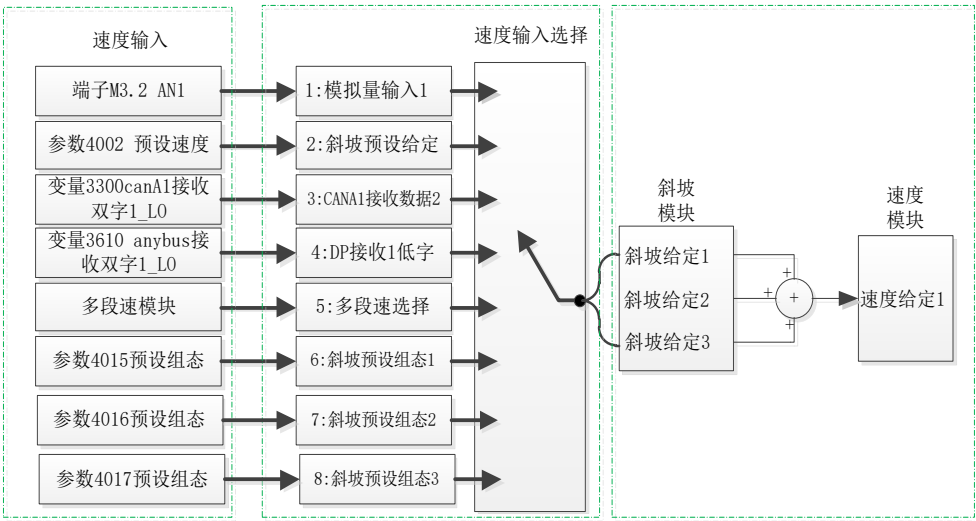 速度输入
速度输入选择
端子M3.2 AN1
1:模拟量输入1
参数4002 预设速度
2:斜坡预设给定
变量3300canA1接收
双字1_LO
3:CANA1接收数据2
变量3610 anybus接
收双字1_LO
4:DP接收1低字
多段速模块
5:多段速选择
参数4015预设组态
6:斜坡预设组态1
参数4016预设组态
7:斜坡预设组态2
参数4017预设组态
8:斜坡预设组态3
斜坡
模块
斜坡给定1
斜坡给定2
斜坡给定3
+
+
+
+
速度
模块
速度给定1